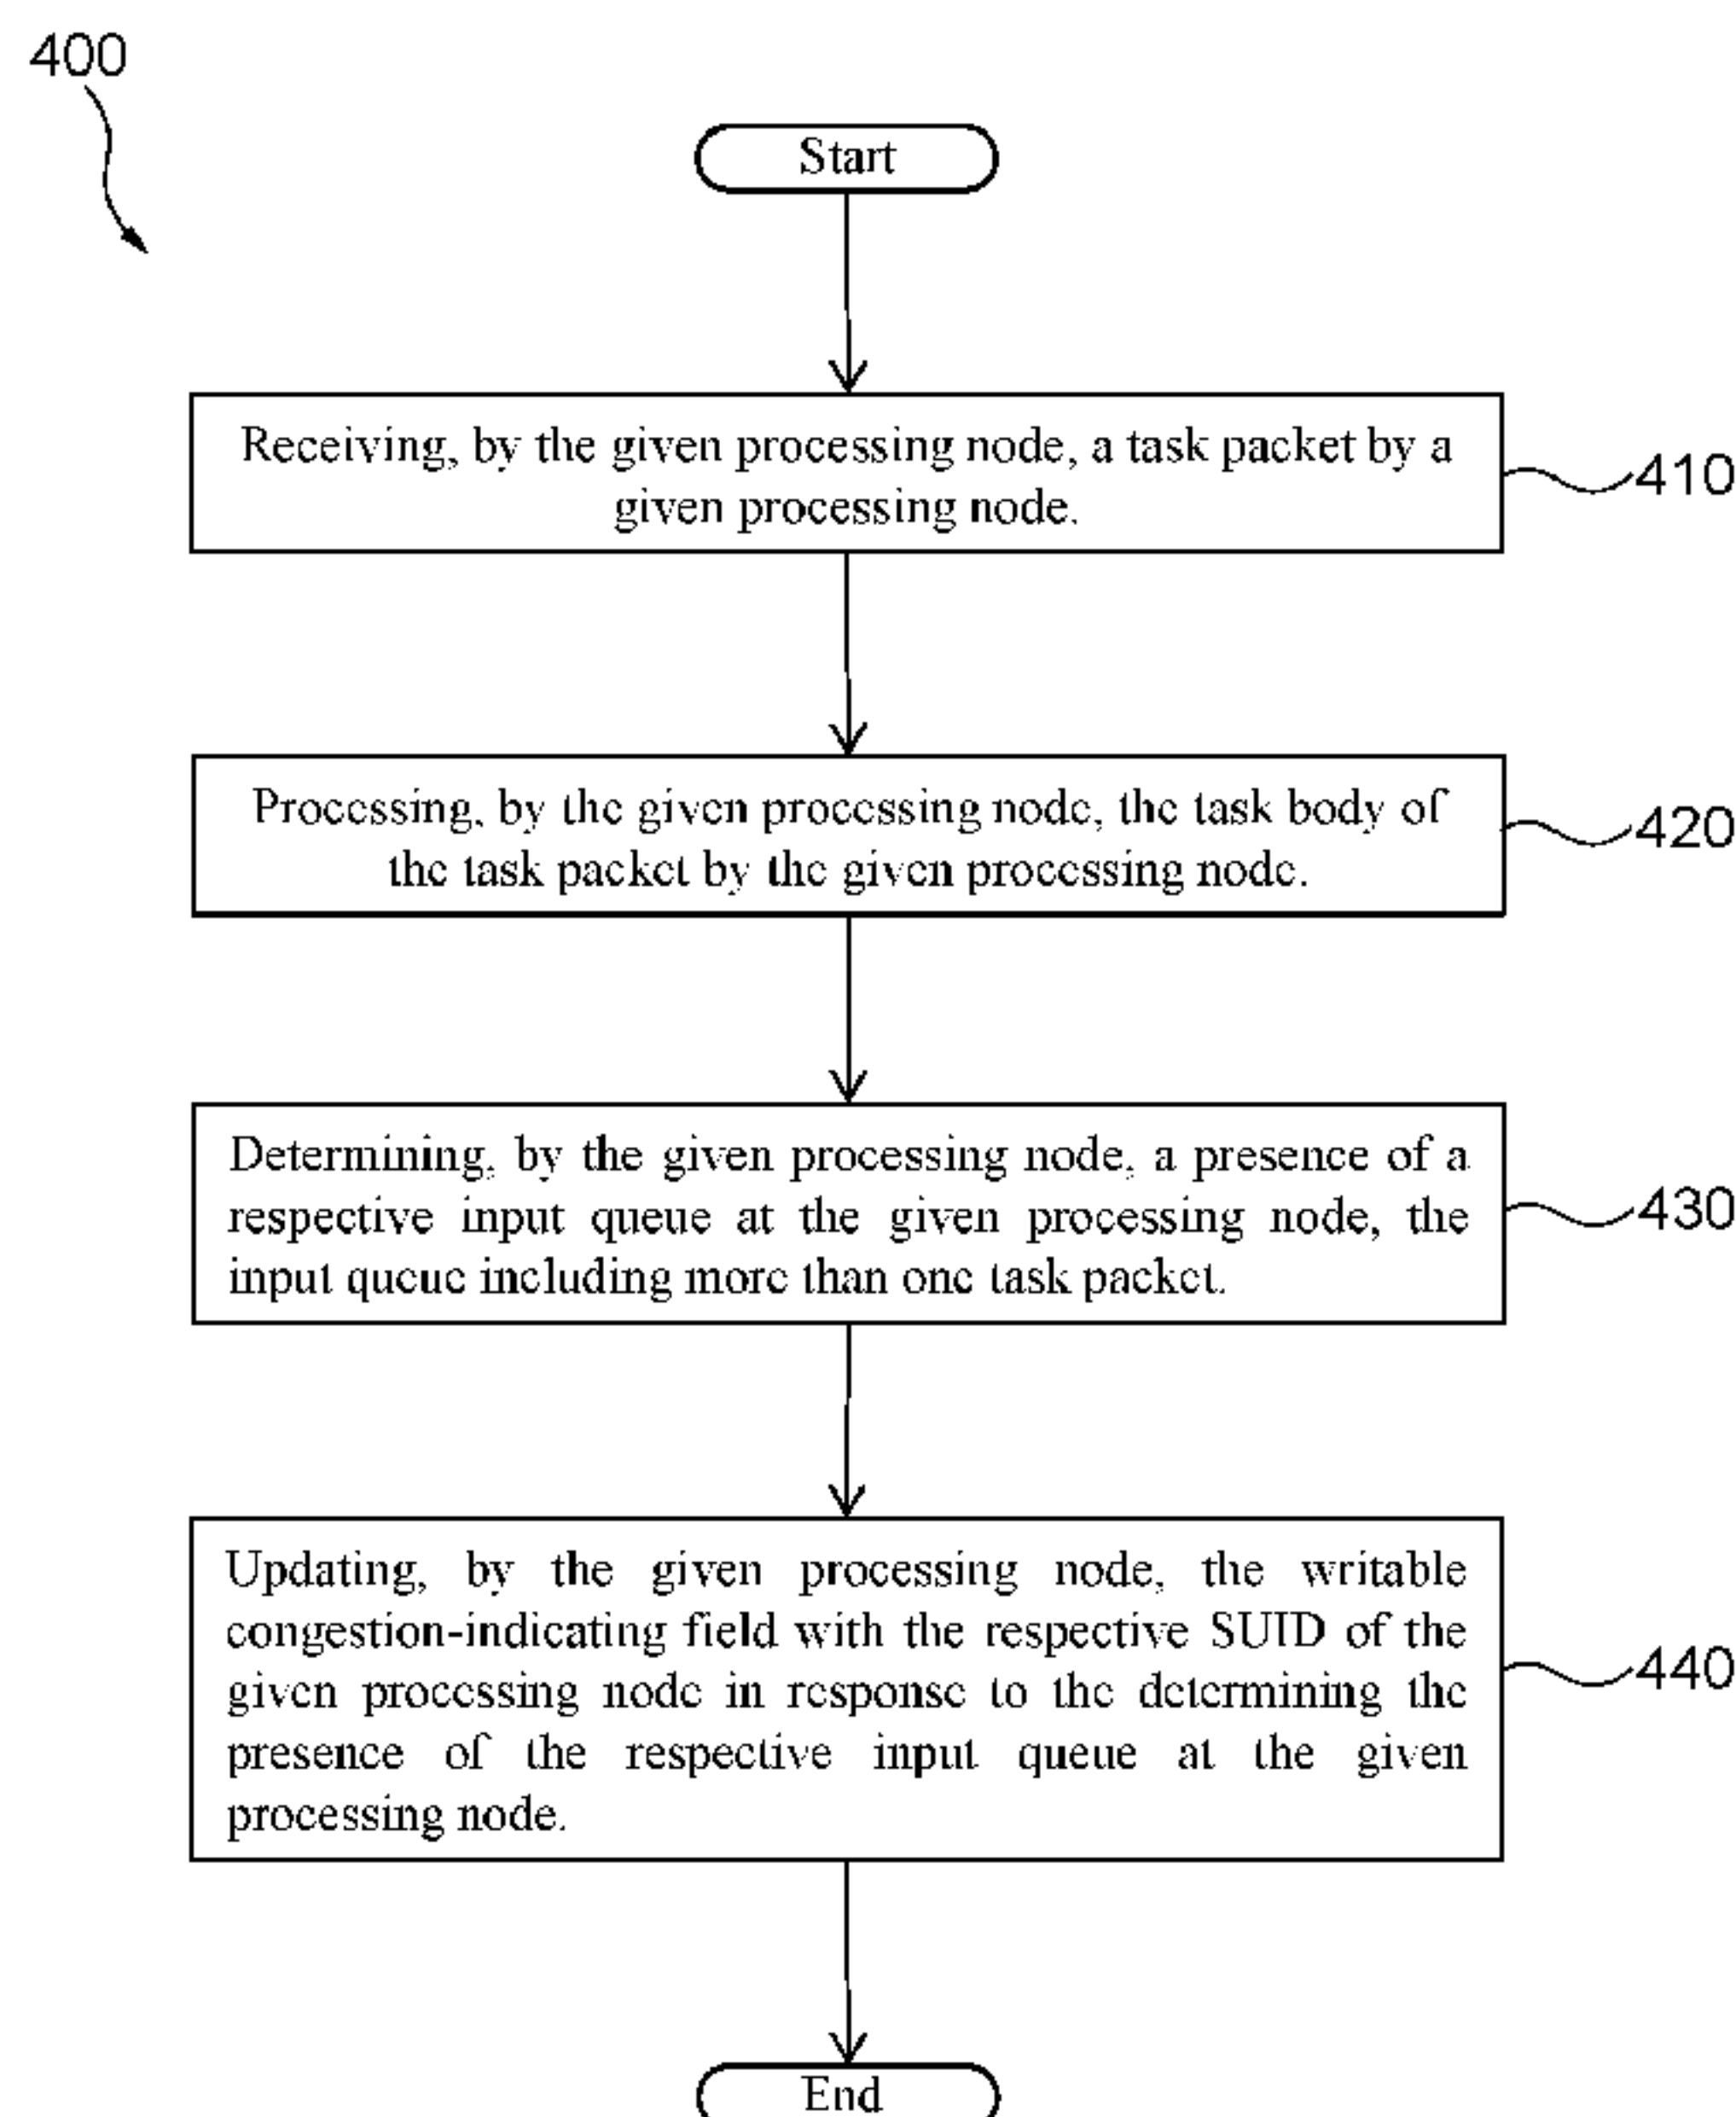 400
Start
Receiving, by the given processing node, a task packet by a
given processing node.
410
Processing, by the given processing node, the task body of
the task packet by the given processing node.
420
Determining, by the given processing node, a presence of a
respective input queue at the given processing node, the
input queue including more than one task packet.
430
Updating, by the given processing node, the writable
congestion-indicating field with the respective SUID of the
given processing node in response to the determining the
presence of the respective input queue at the given
processing node.
440
End